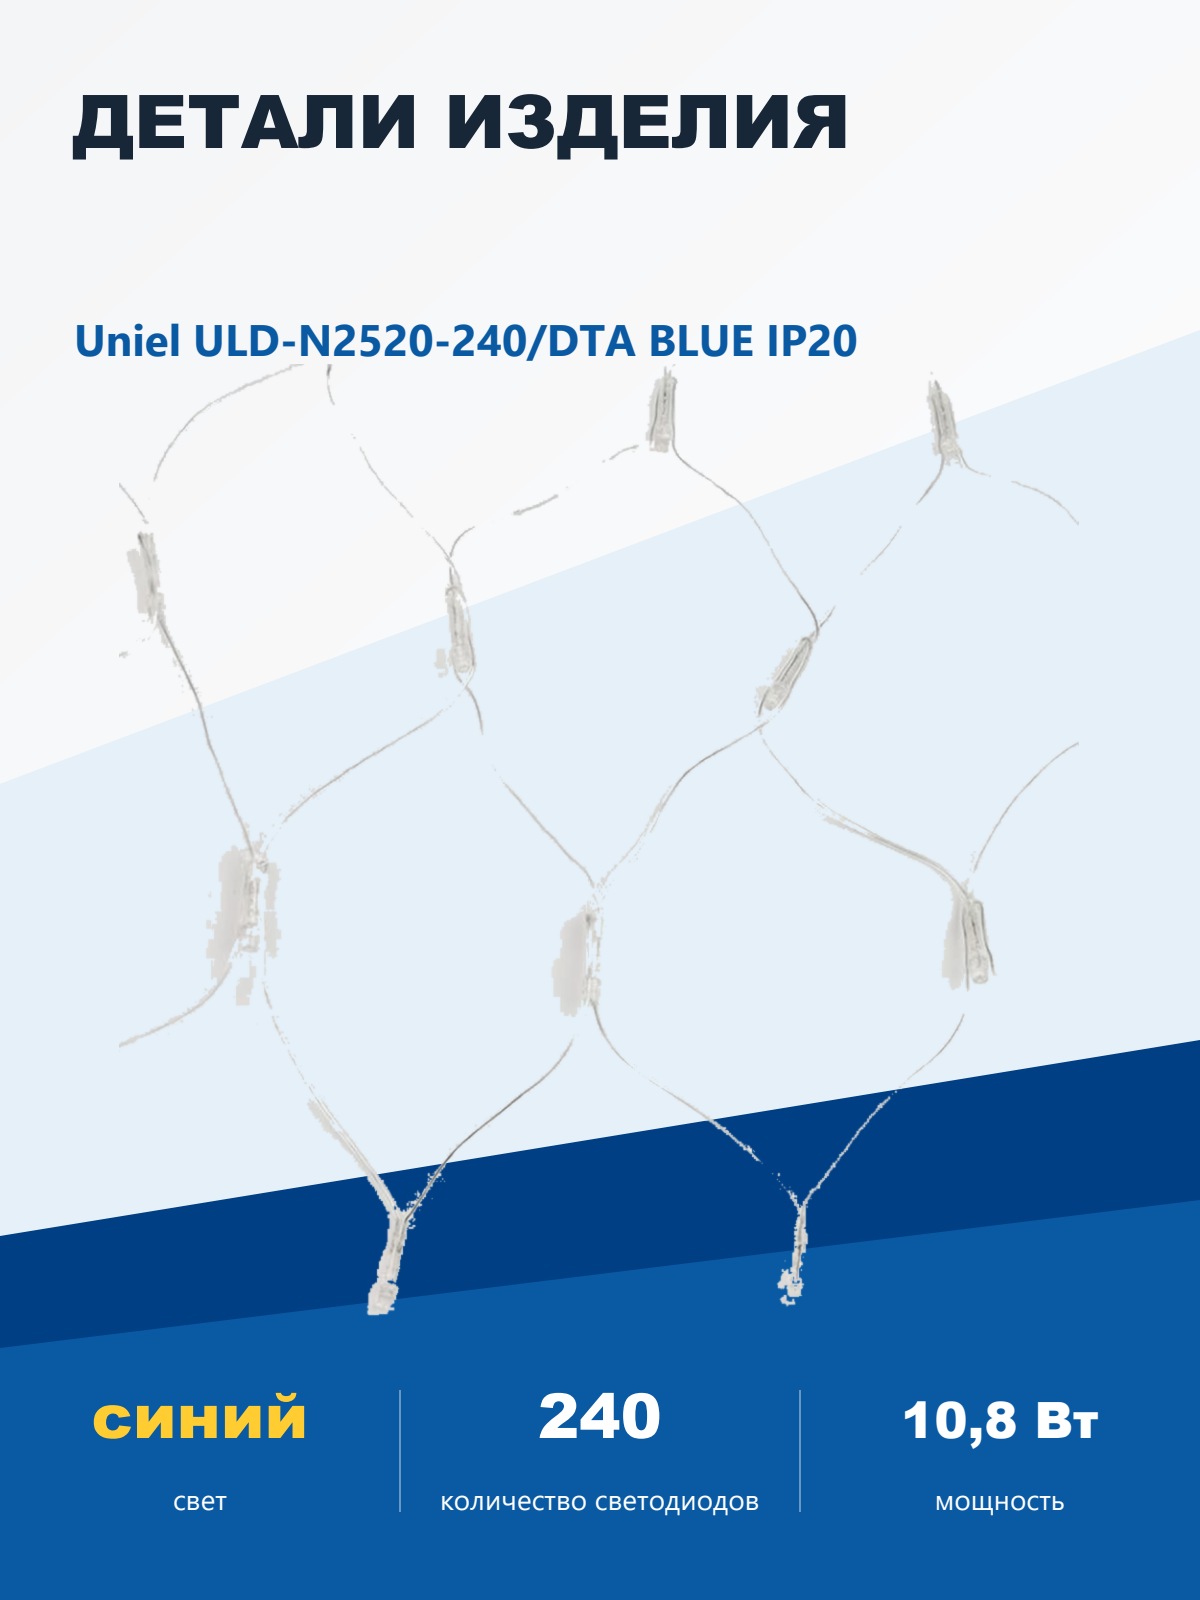 ДЕТАЛИ ИЗДЕЛИЯ
Uniel ULD-N2520-240/DTA BLUE IP20
синий
свет
240
количество светодиодов
10,8 Вт
мощность